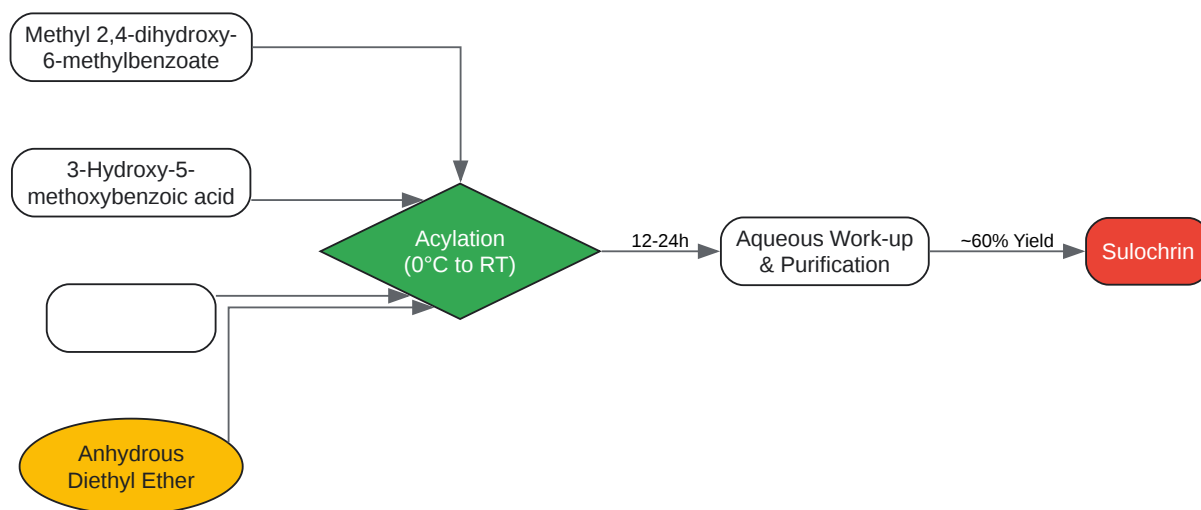 Methyl 2,4-dihydroxy-
6-methylbenzoate
3-Hydroxy-5-
methoxybenzoic acid
Acylation
(0°C to RT)
12-24h
Aqueous Work-up
& Purification
~60% Yield
Sulochrin
Anhydrous
Diethyl Ether